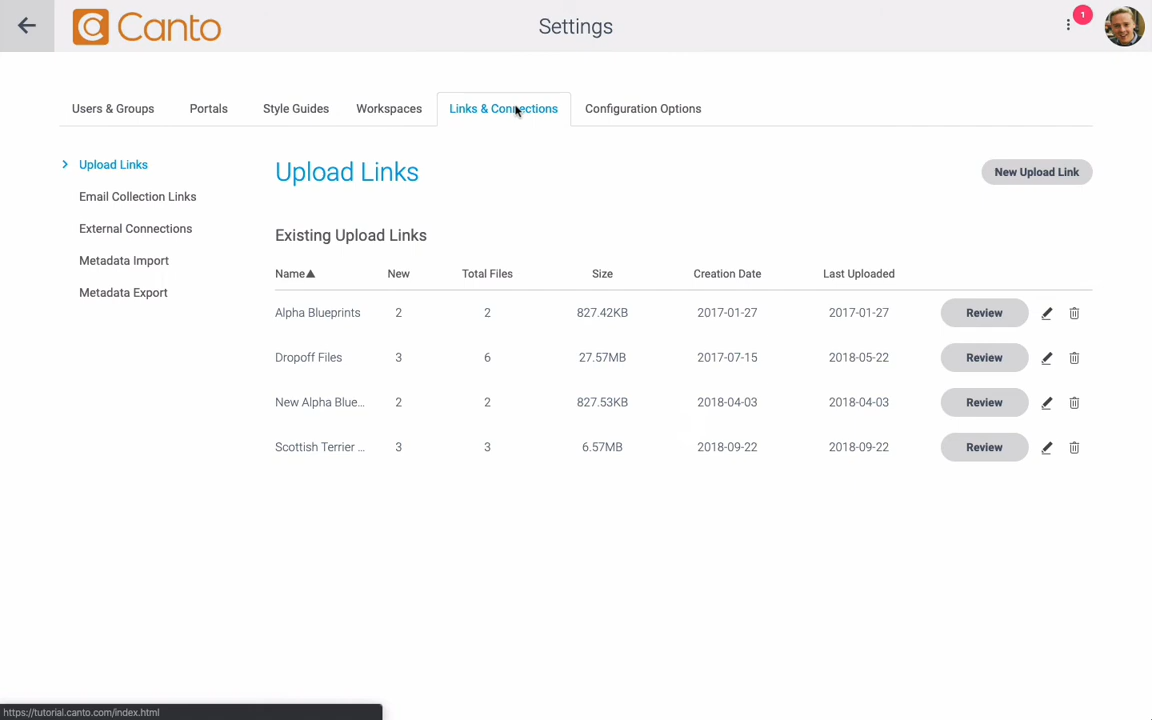 Canto
Settings
1
Users & Groups Portals Style Guides Workspaces Links & Connections Configuration Options
Upload Links
Email Collection Links
External Connections
Metadata Import
Metadata Export
Upload Links
New Upload Link
Existing Upload Links
Name▲ New Total Files Size Creation Date Last Uploaded
Alpha Blueprints 2 2 827.42KB 2017-01-27 2017-01-27 Review
Dropoff Files 3 6 27.57MB 2017-07-15 2018-05-22 Review
New Alpha Blue... 2 2 827.53KB 2018-04-03 2018-04-03 Review
Scottish Terrier ... 3 3 6.57MB 2018-09-22 2018-09-22 Review
https://tutorial.canto.com/index.html